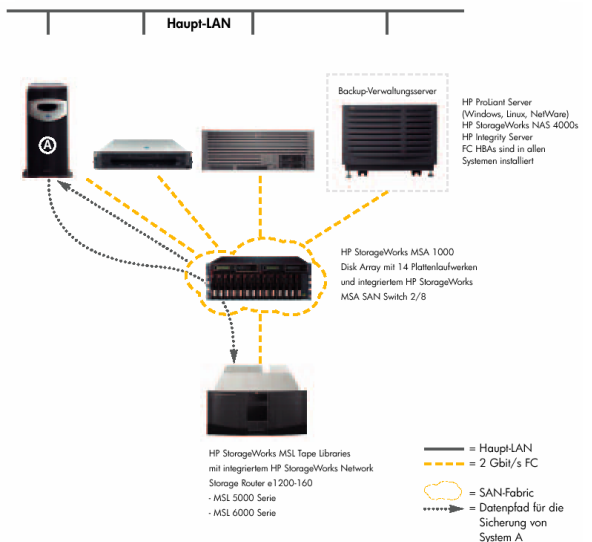 Haupt-LAN
Backup-Verwaltungsserver
HP ProLiant Server
(Windows, Linux, NetWare)
HP StorageWorks NAS 4000s
HP Integrity Server
FC HBAs sind in allen
Systemen installiert
A
HP StorageWorks MSA 1000
Disk Array mit 14 Plattenlaufwerken
und integriertem HP StorageWorks
MSA SAN Switch 2/8
HP StorageWorks MSL Tape Libraries
mit integriertem HP StorageWorks Network
Storage Router e1200-160
- MSL 5000 Serie
- MSL 6000 Serie
= Haupt-LAN
= 2 Gbit/s FC
= SAN-Fabric
= Datenpfad für die
Sicherung von
System A